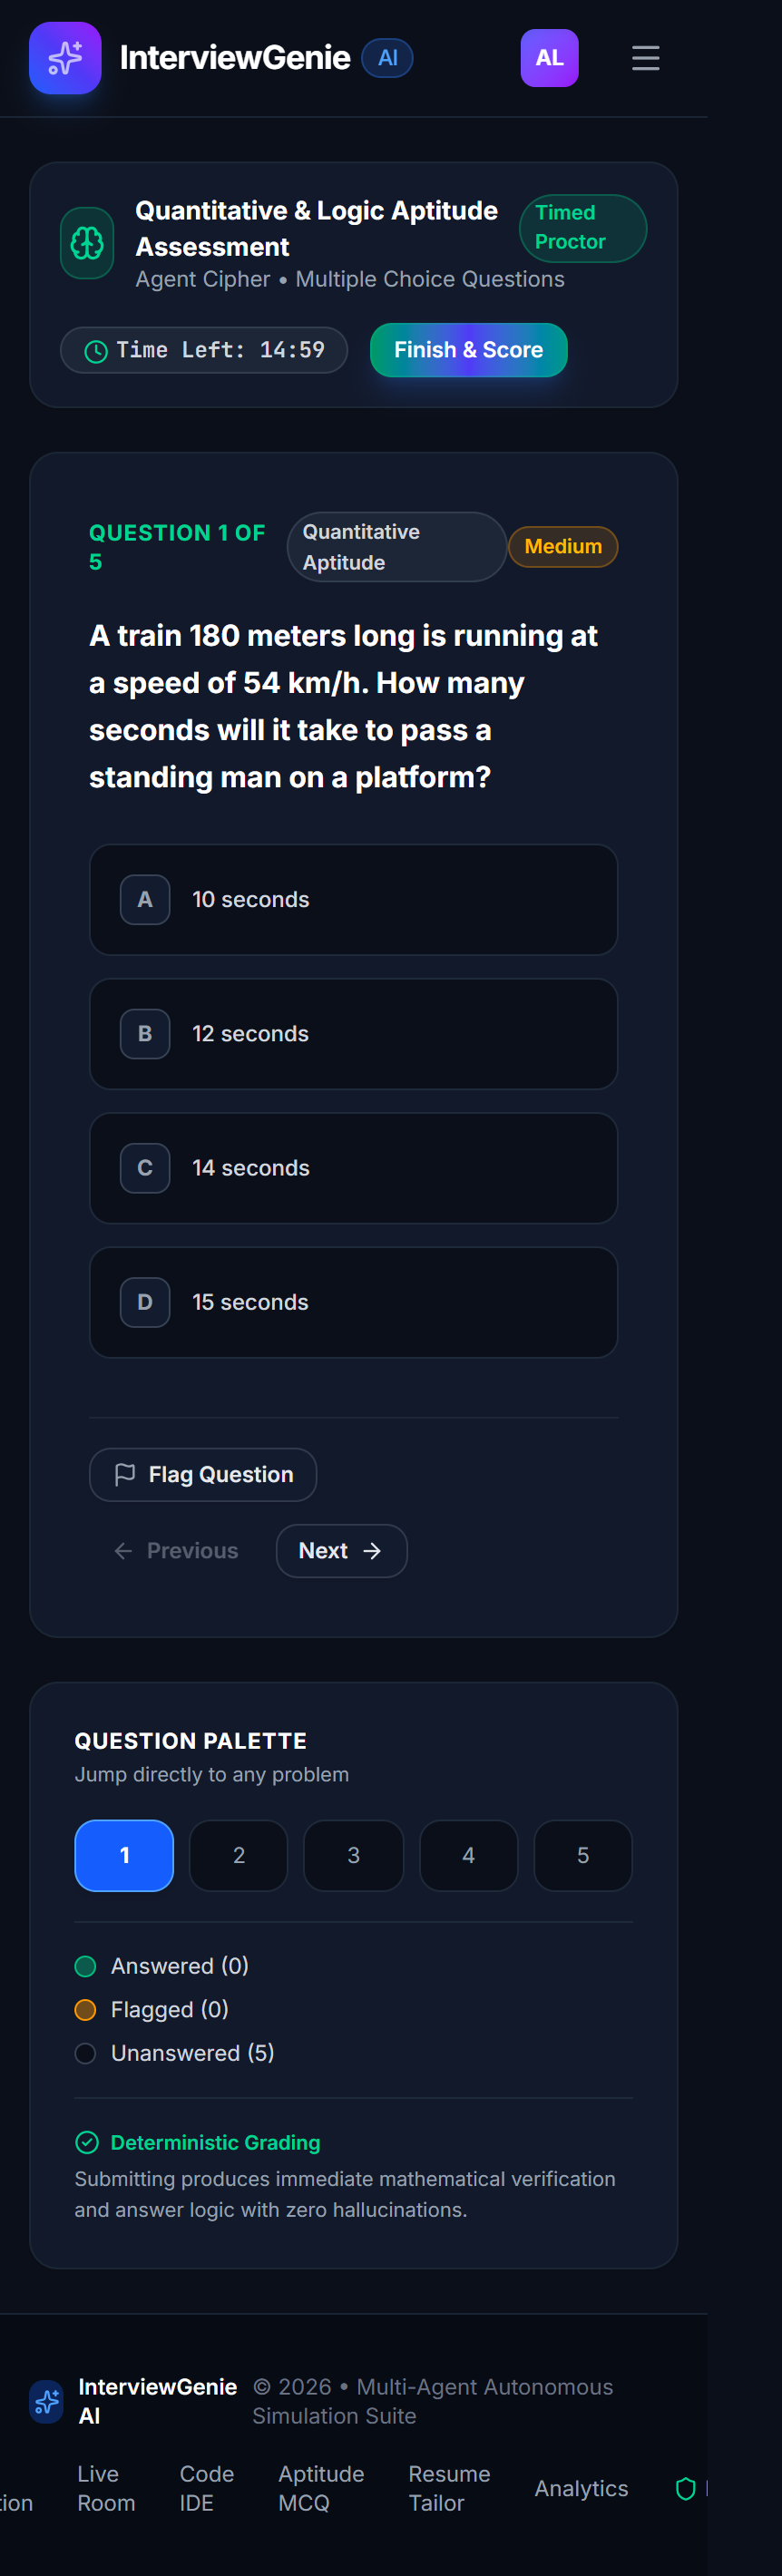 InterviewGenie AI
AL
Quantitative & Logic Aptitude
Assessment
Timed
Proctor
Agent Cipher • Multiple Choice Questions
Time Left: 14:59
Finish & Score
QUESTION 1 OF
5
Quantitative
Aptitude
Medium
A train 180 meters long is running at
a speed of 54 km/h. How many
seconds will it take to pass a
standing man on a platform?
A 10 seconds
B 12 seconds
C 14 seconds
D 15 seconds
Flag Question
Previous
Next
QUESTION PALETTE
Jump directly to any problem
1 2 3 4 5
Answered (0)
Flagged (0)
Unanswered (5)
Deterministic Grading
Submitting produces immediate mathematical verification
and answer logic with zero hallucinations.
InterviewGenie
AI
© 2026 • Multi-Agent Autonomous
Simulation Suite
Live
Room
Code
IDE
Aptitude
MCQ
Resume
Tailor
Analytics